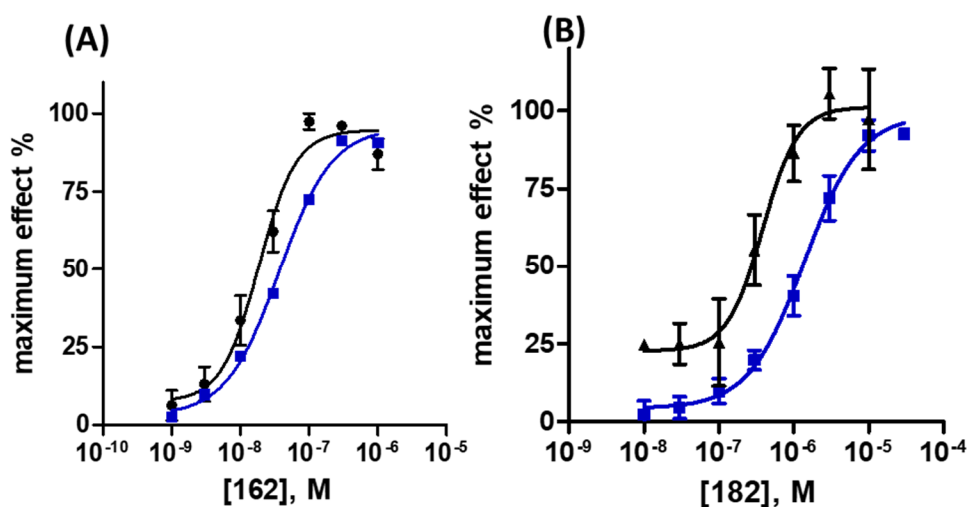 (A)
maximum effect %
100
75
50
25
0
10⁻¹⁰ 10⁻⁹ 10⁻⁸ 10⁻⁷ 10⁻⁶ 10⁻⁵
[162], M
(B)
maximum effect %
100
75
50
25
0
10⁻⁹ 10⁻⁸ 10⁻⁷ 10⁻⁶ 10⁻⁵ 10⁻⁴
[182], M